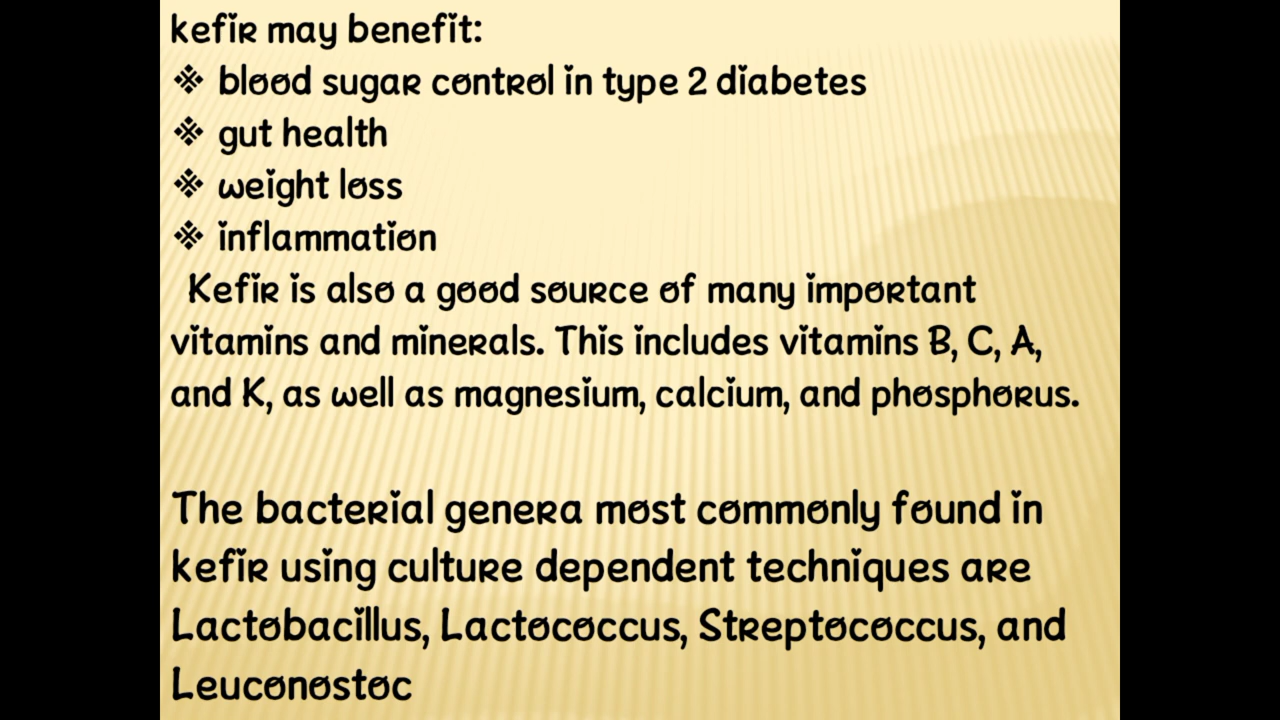 kefir may benefit:
❖ blood sugar control in type 2 diabetes
❖ gut health
❖ weight loss
❖ inflammation
Kefir is also a good source of many important
vitamins and minerals. This includes vitamins B, C, A,
and K, as well as magnesium, calcium, and phosphorus.
The bacterial genera most commonly found in
kefir using culture dependent techniques are
Lactobacillus, Lactococcus, Streptococcus, and
Leuconostoc